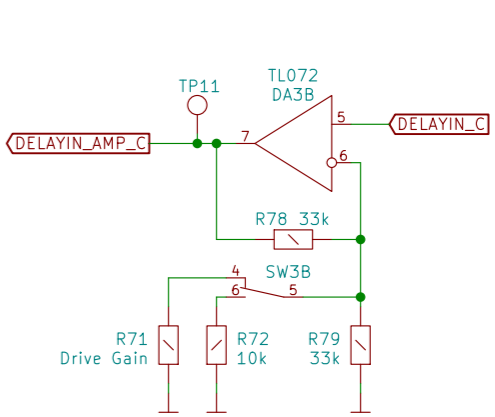 TL072
TP11
DA3B
5
DELAYIN_C
DELAYIN_AMP_C
7
6
R78 33k
4
SW3B
6
5
R71
Drive Gain
R72
10k
R79
33k